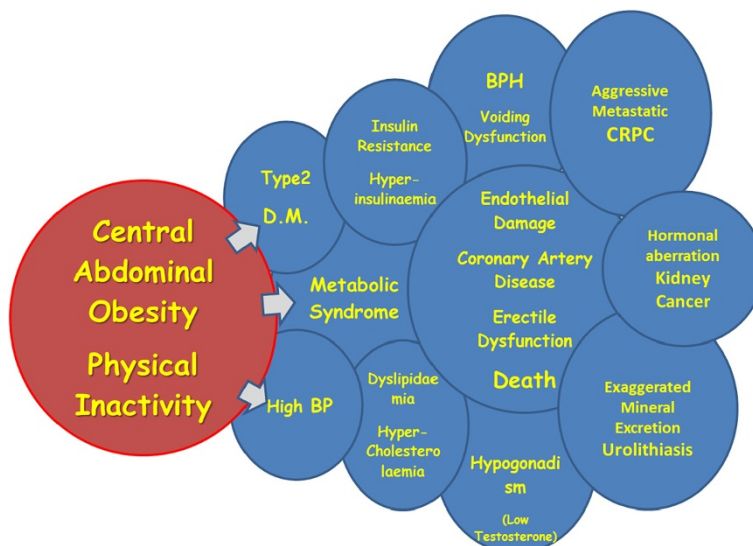 Central
Abdominal
Obesity
Physical
Inactivity
Type2
D.M.
Insulin
Resistance
Hyper-
insulinaemia
BPH
Voiding
Dysfunction
Aggressive
Metastatic
CRPC
Metabolic
Syndrome
Endothelial
Damage
Coronary Artery
Disease
Erectile
Dysfunction
Death
Hormonal
aberration
Kidney
Cancer
High BP
Dyslipidae
mia
Hyper-
Cholestero
laemia
Hypogonadi
sm
(Low
Testosterone)
Exaggerated
Mineral
Excretion
Urolithiasis